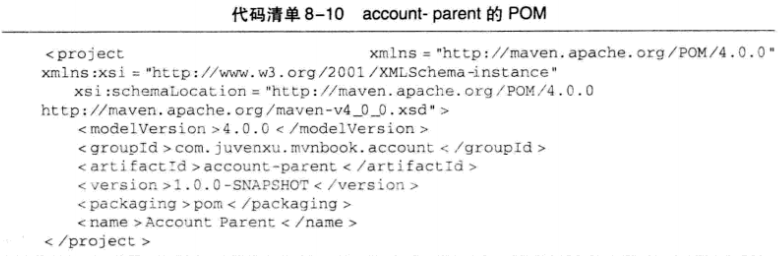 代码清单8-10 account-parent 的 POM
<project xmlns="http://maven.apache.org/POM/4.0.0"
xmlns:xsi="http://www.w3.org/2001/XMLSchema-instance"
xsi:schemaLocation="http://maven.apache.org/POM/4.0.0
http://maven.apache.org/maven-v4_0_0.xsd">
<modelVersion>4.0.0</modelVersion>
<groupId>com.juvenxu.mvnbook.account</groupId>
<artifactId>account-parent</artifactId>
<version>1.0.0-SNAPSHOT</version>
<packaging>pom</packaging>
<name>Account Parent</name>
</project>